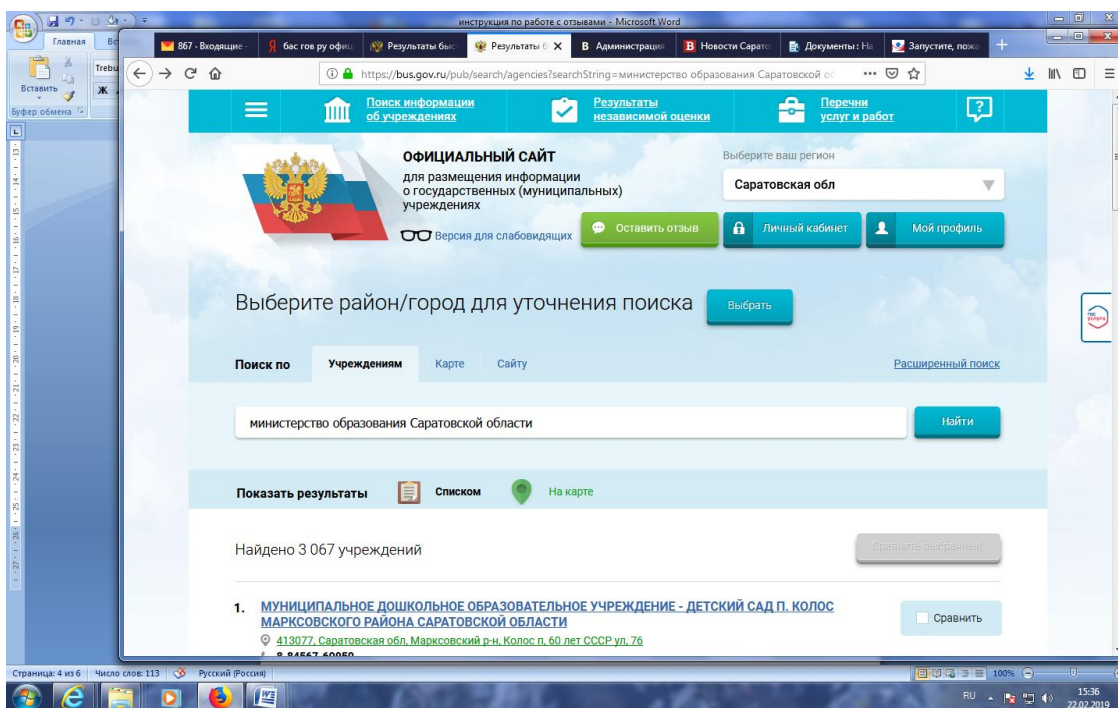 инструкция по работе с отзывами - Microsoft Word
Главная
Вставить
Trebu
Ж
Буфер обмена
867 · Входящие -
бас гов ру офиц
Результаты быс
Результаты б
Администрация
Новости Сарато
Документы : На
Запустите, пожа
https://bus.gov.ru/pub/search/agencies?searchString=министерство образования Саратовской об
Поиск информации
об учреждениях
Результаты
независимой оценки
Перечни
услуг и работ
ОФИЦИАЛЬНЫЙ САЙТ
для размещения информации
о государственных (муниципальных)
учреждениях
Версия для слабовидящих
Выберите ваш регион
Саратовская обл
Оставить отзыв
Личный кабинет
Мой профиль
Выберите район/город для уточнения поиска
Выбрать
гос
услуги
Поиск по
Учреждениям
Карте
Сайту
Расширенный поиск
министерство образования Саратовской области
Найти
Показать результаты
Списком
На карте
Найдено 3 067 учреждений
Сравнить выбранные
1. МУНИЦИПАЛЬНОЕ ДОШКОЛЬНОЕ ОБРАЗОВАТЕЛЬНОЕ УЧРЕЖДЕНИЕ - ДЕТСКИЙ САД П. КОЛОС
МАРКСОВСКОГО РАЙОНА САРАТОВСКОЙ ОБЛАСТИ
Сравнить
413077, Саратовская обл, Марксовский р-н, Колос п, 60 лет СССР ул, 76
8-84567-60950
Страница: 4 из 6
Число слов: 113
Русский (Россия)
100%
RU
15:36
22.02.2019